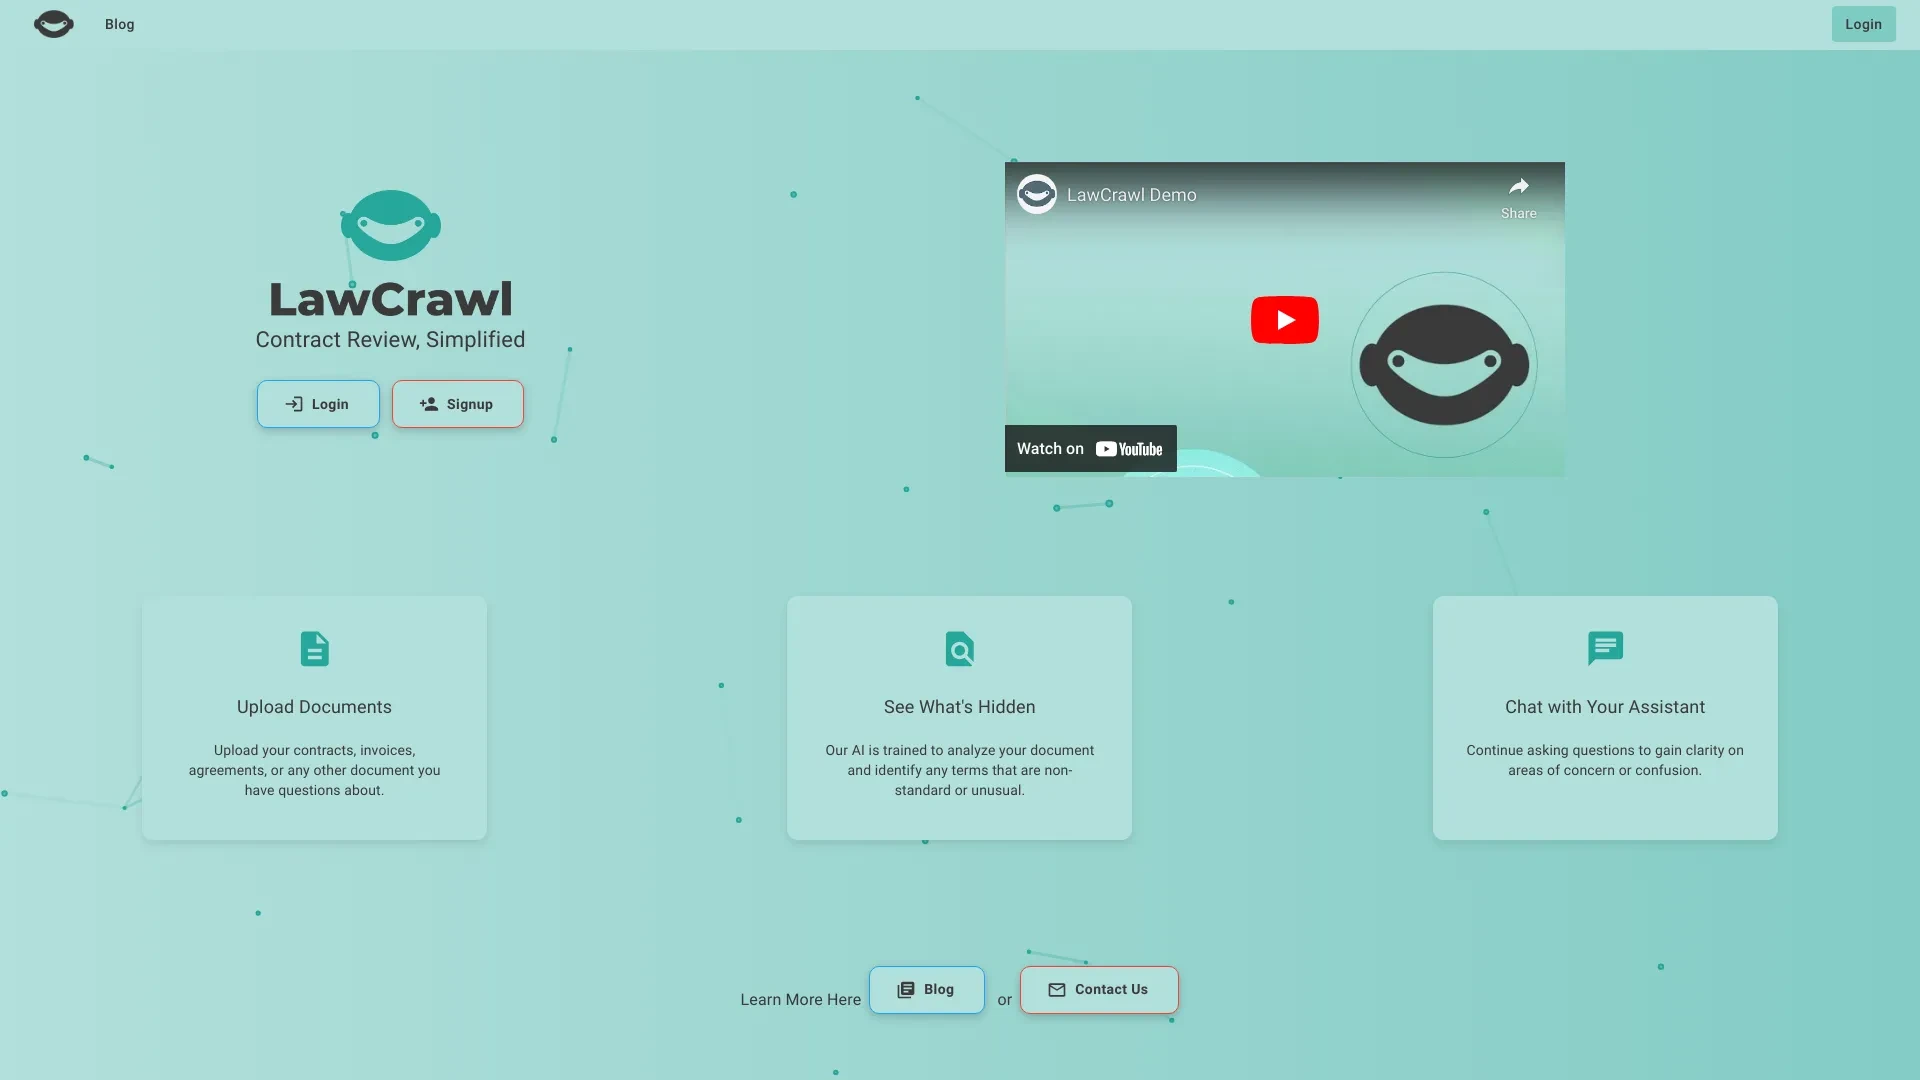 Blog
Login
LawCrawl
Contract Review, Simplified
Login
Signup
LawCrawl Demo
Share
Watch on YouTube
Upload Documents
Upload your contracts, invoices,
agreements, or any other document you
have questions about.
See What's Hidden
Our AI is trained to analyze your document
and identify any terms that are non-
standard or unusual.
Chat with Your Assistant
Continue asking questions to gain clarity on
areas of concern or confusion.
Learn More Here Blog or Contact Us